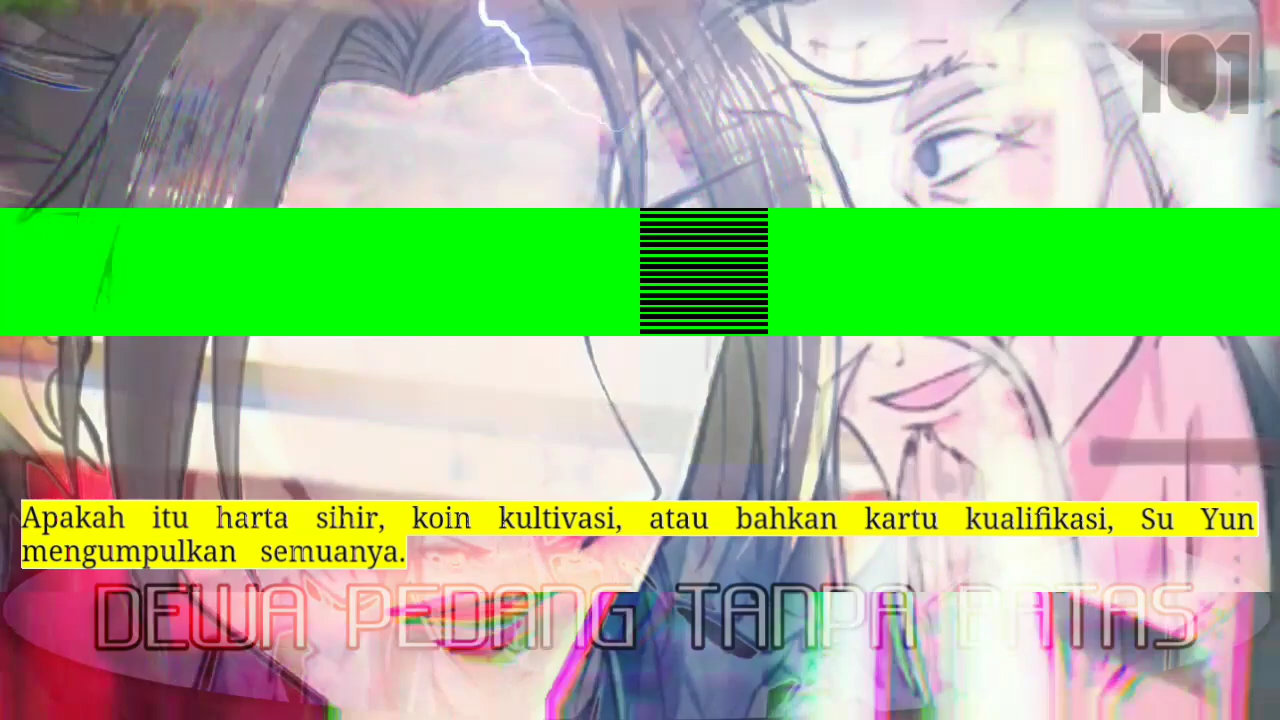 101
Apakah itu harta sihir, koin kultivasi, atau bahkan kartu kualifikasi, Su Yun
mengumpulkan semuanya.
DEWA PEDANG TANPA BATAS